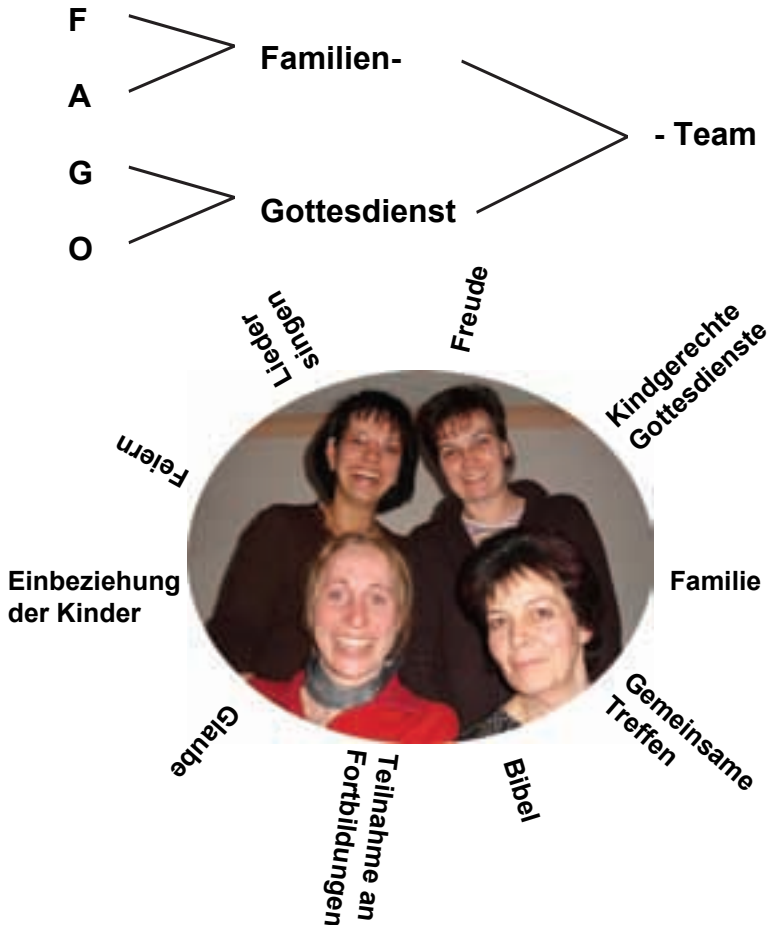 F
Familien-
A
- Team
G
Gottesdienst
O
Lieder
singen
Freude
Kindgerechte
Gottesdienste
Feiern
Einbeziehung
der Kinder
Familie
Glaube
Gemeinsame
Treffen
Teilnahme an
Fortbildungen
Bibel